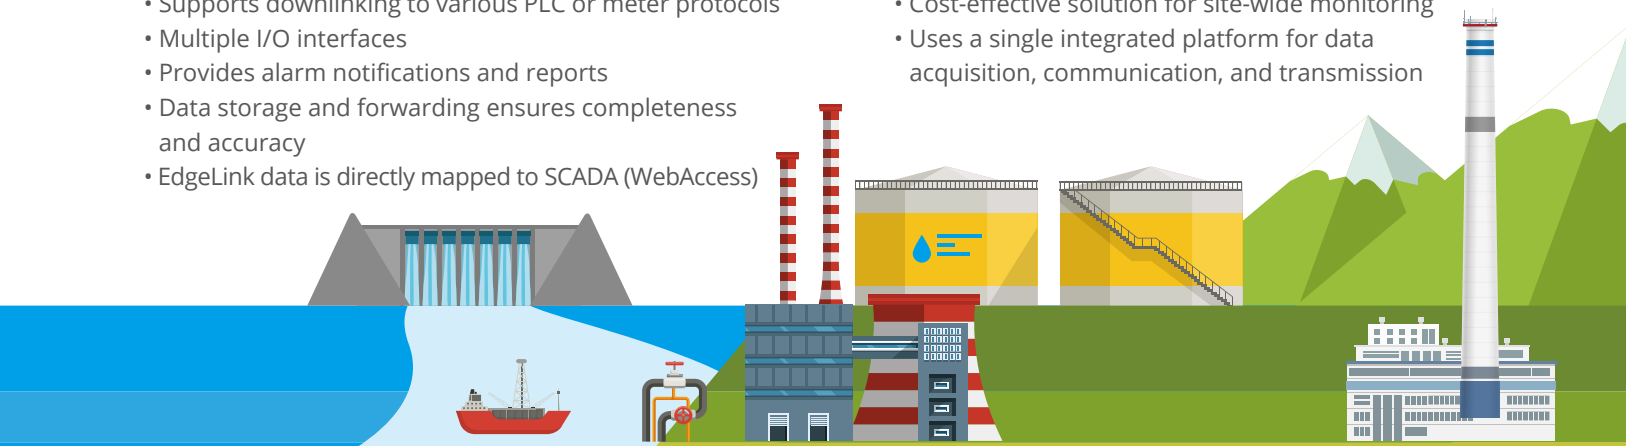 • Supports downlinking to various PLC or meter protocols
• Multiple I/O interfaces
• Provides alarm notifications and reports
• Data storage and forwarding ensures completeness
and accuracy
• EdgeLink data is directly mapped to SCADA (WebAccess)
• Cost-effective solution for site-wide monitoring
• Uses a single integrated platform for data
acquisition, communication, and transmission